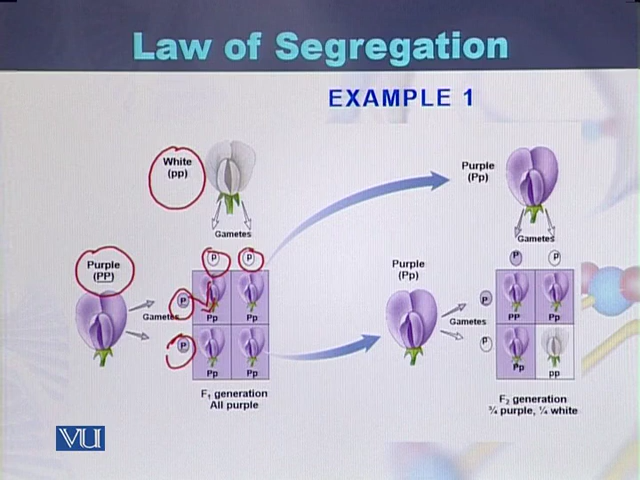 Law of Segregation
EXAMPLE 1
White
(pp)
Gametes
p p
Purple
(PP)
Gametes
P
P
Pp Pp
Pp Pp
F1 generation
All purple
Purple
(Pp)
Gametes
P p
Purple
(Pp)
Gametes
P
p
PP Pp
Pp pp
F2 generation
¾ purple, ¼ white
VU